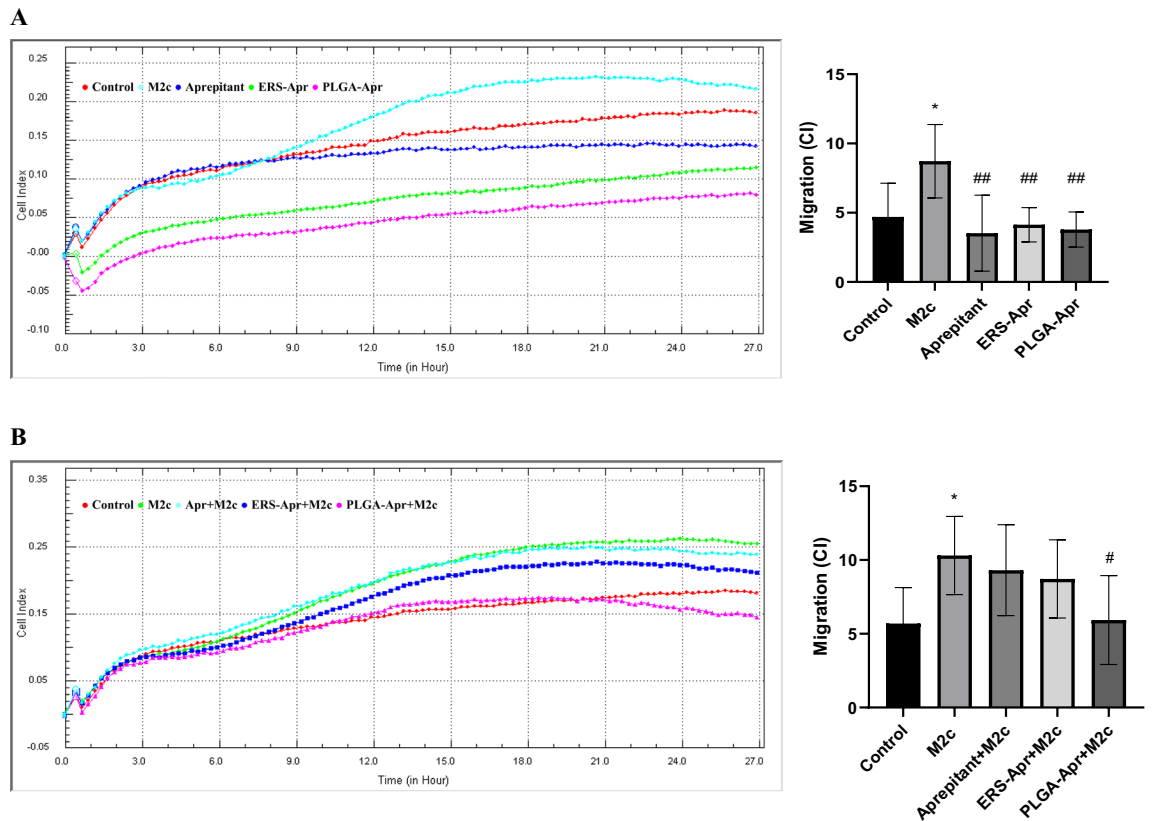 A
0.25
0.20
0.15
0.10
0.05
-0.00
-0.05
-0.10
Cell Index
Control M2c Aprepitant ERS-Apr PLGA-Apr
0.0 3.0 6.0 9.0 12.0 15.0 18.0 21.0 24.0 27.0
Time (in Hour)
15
10
5
0
Migration (CI)
*
## ## ##
Control M2c Aprepitant ERS-Apr PLGA-Apr
B
0.35
0.25
0.15
0.05
-0.05
Cell Index
Control M2c Apr+M2c ERS-Apr+M2c PLGA-Apr+M2c
0.0 3.0 6.0 9.0 12.0 15.0 18.0 21.0 24.0 27.0
Time (in Hour)
15
10
5
0
Migration (CI)
*
#
Control M2c Aprepitant+M2c ERS-Apr+M2c PLGA-Apr+M2c